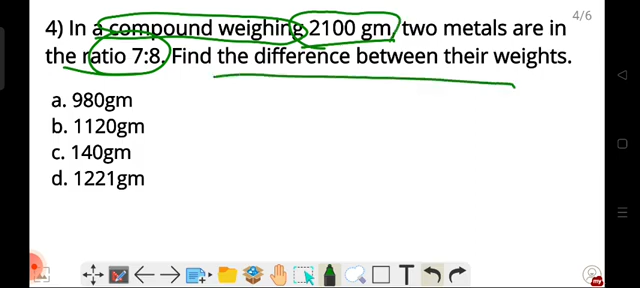 4/6
4) In a compound weighing 2100 gm, two metals are in
the ratio 7:8. Find the difference between their weights.
a. 980gm
b. 1120gm
c. 140gm
d. 1221gm
T
my